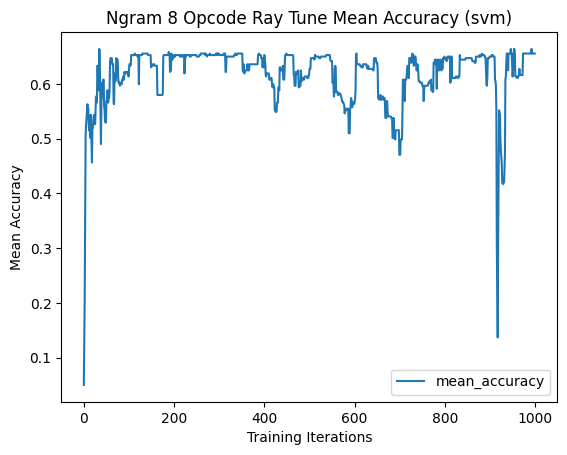 Ngram 8 Opcode Ray Tune Mean Accuracy (svm)
Mean Accuracy
0.6
0.5
0.4
0.3
0.2
0.1
mean_accuracy
0 200 400 600 800 1000
Training Iterations